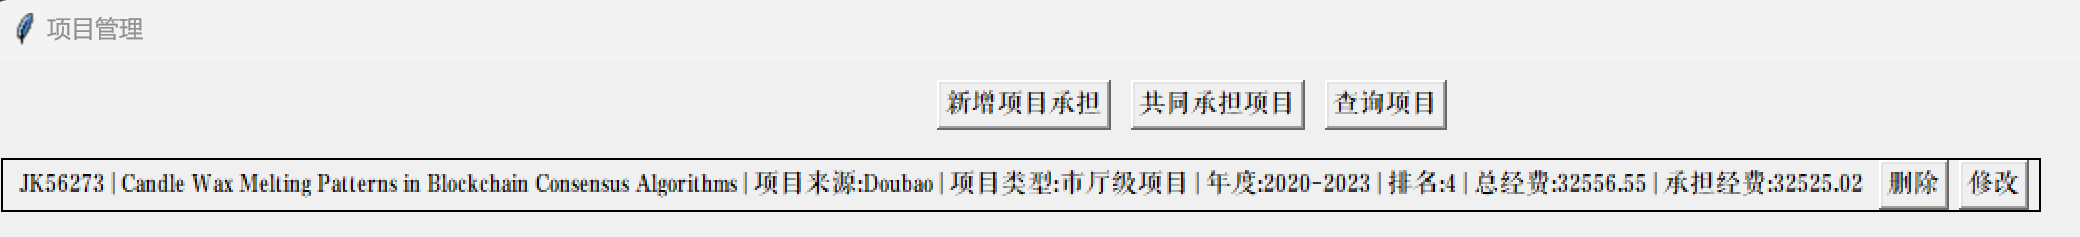 项目管理
新增项目承担 共同承担项目 查询项目
JK56273 | Candle Wax Melting Patterns in Blockchain Consensus Algorithms | 项目来源:Doubao | 项目类型:市厅级项目 | 年度:2020-2023 | 排名:4 | 总经费:32556.55 | 承担经费:32525.02 删除 修改